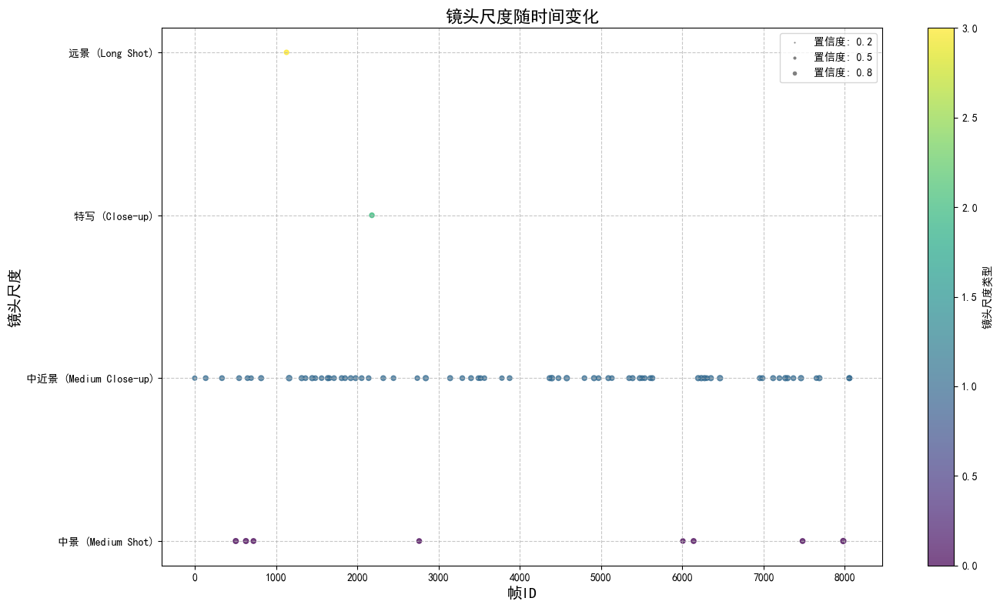 镜头尺度随时间变化
远景 (Long Shot)
特写 (Close-up)
中近景 (Medium Close-up)
中景 (Medium Shot)
镜头尺度
置信度: 0.2
置信度: 0.5
置信度: 0.8
0 1000 2000 3000 4000 5000 6000 7000 8000
帧ID
3.0
2.5
2.0
1.5
1.0
0.5
0.0
镜头尺度类型